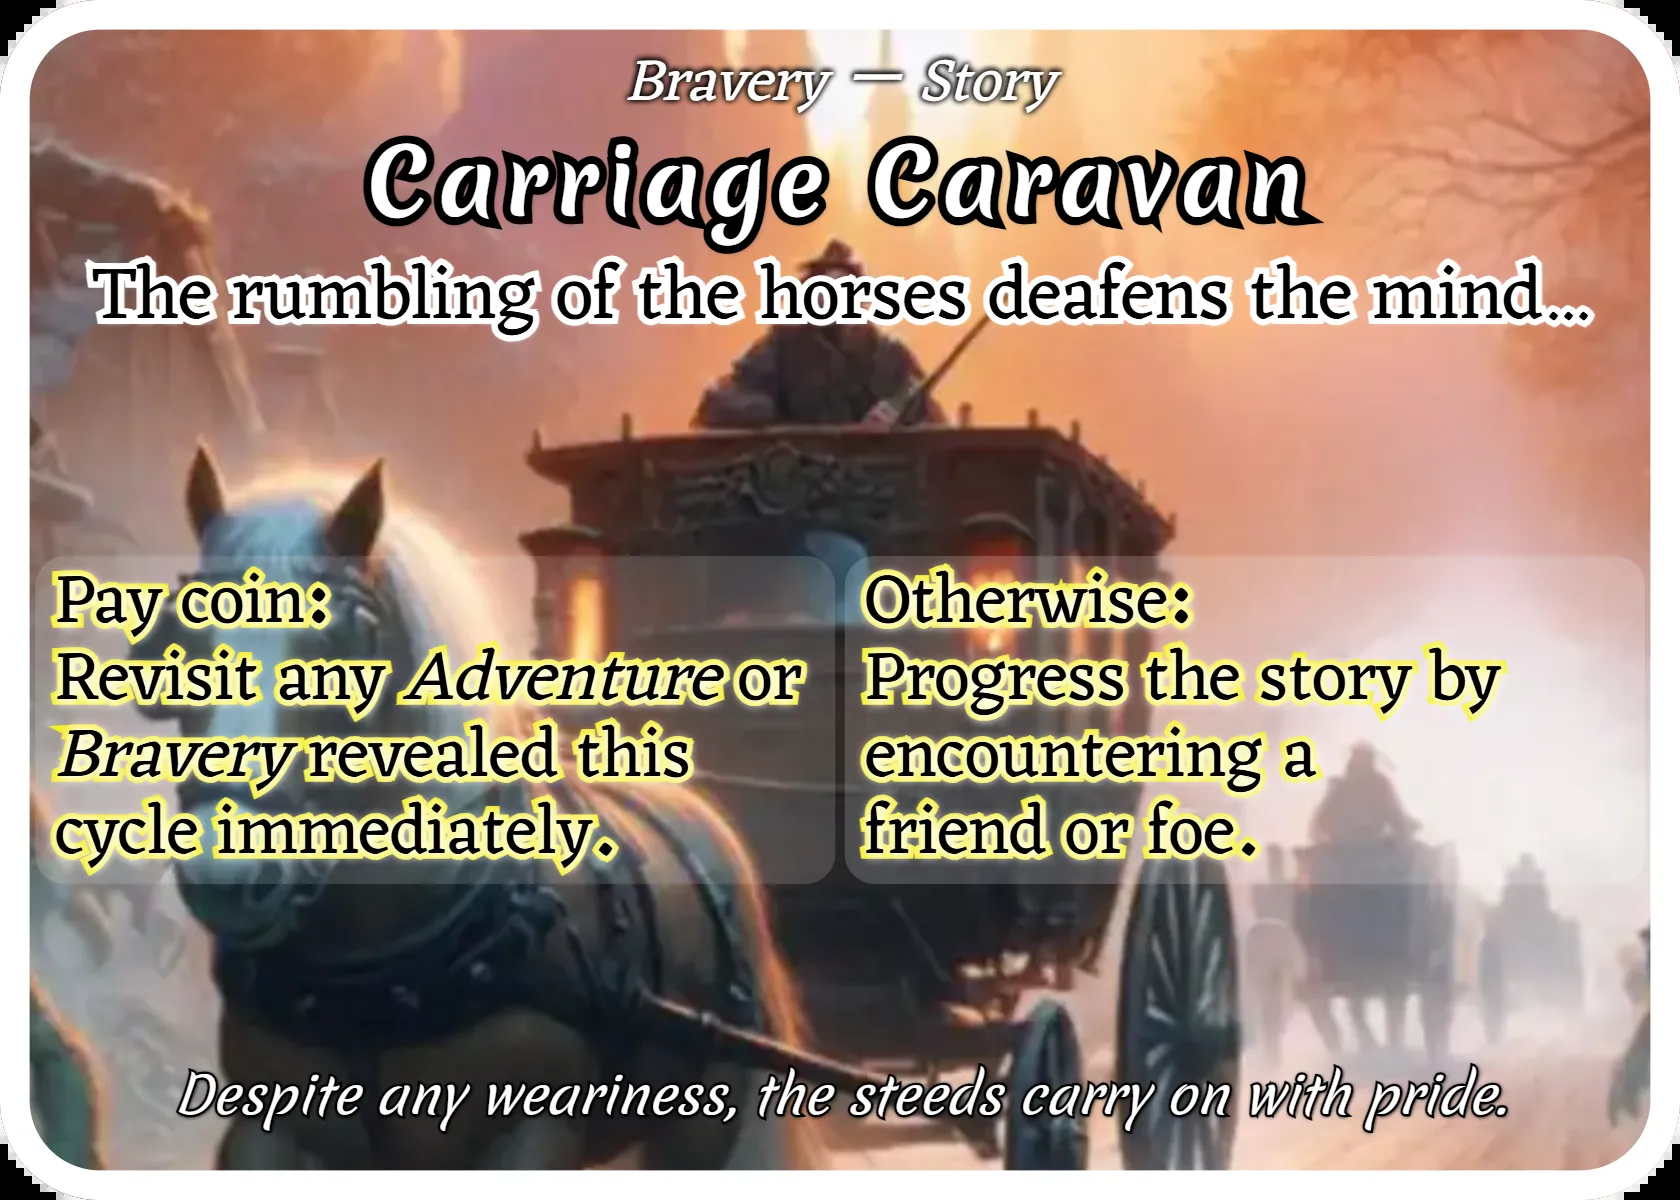 Bravery — Story
Carriage Caravan
The rumbling of the horses deafens the mind...
Pay coin:
Revisit any Adventure or
Bravery revealed this
cycle immediately.
Otherwise:
Progress the story by
encountering a
friend or foe.
Despite any weariness, the steeds carry on with pride.